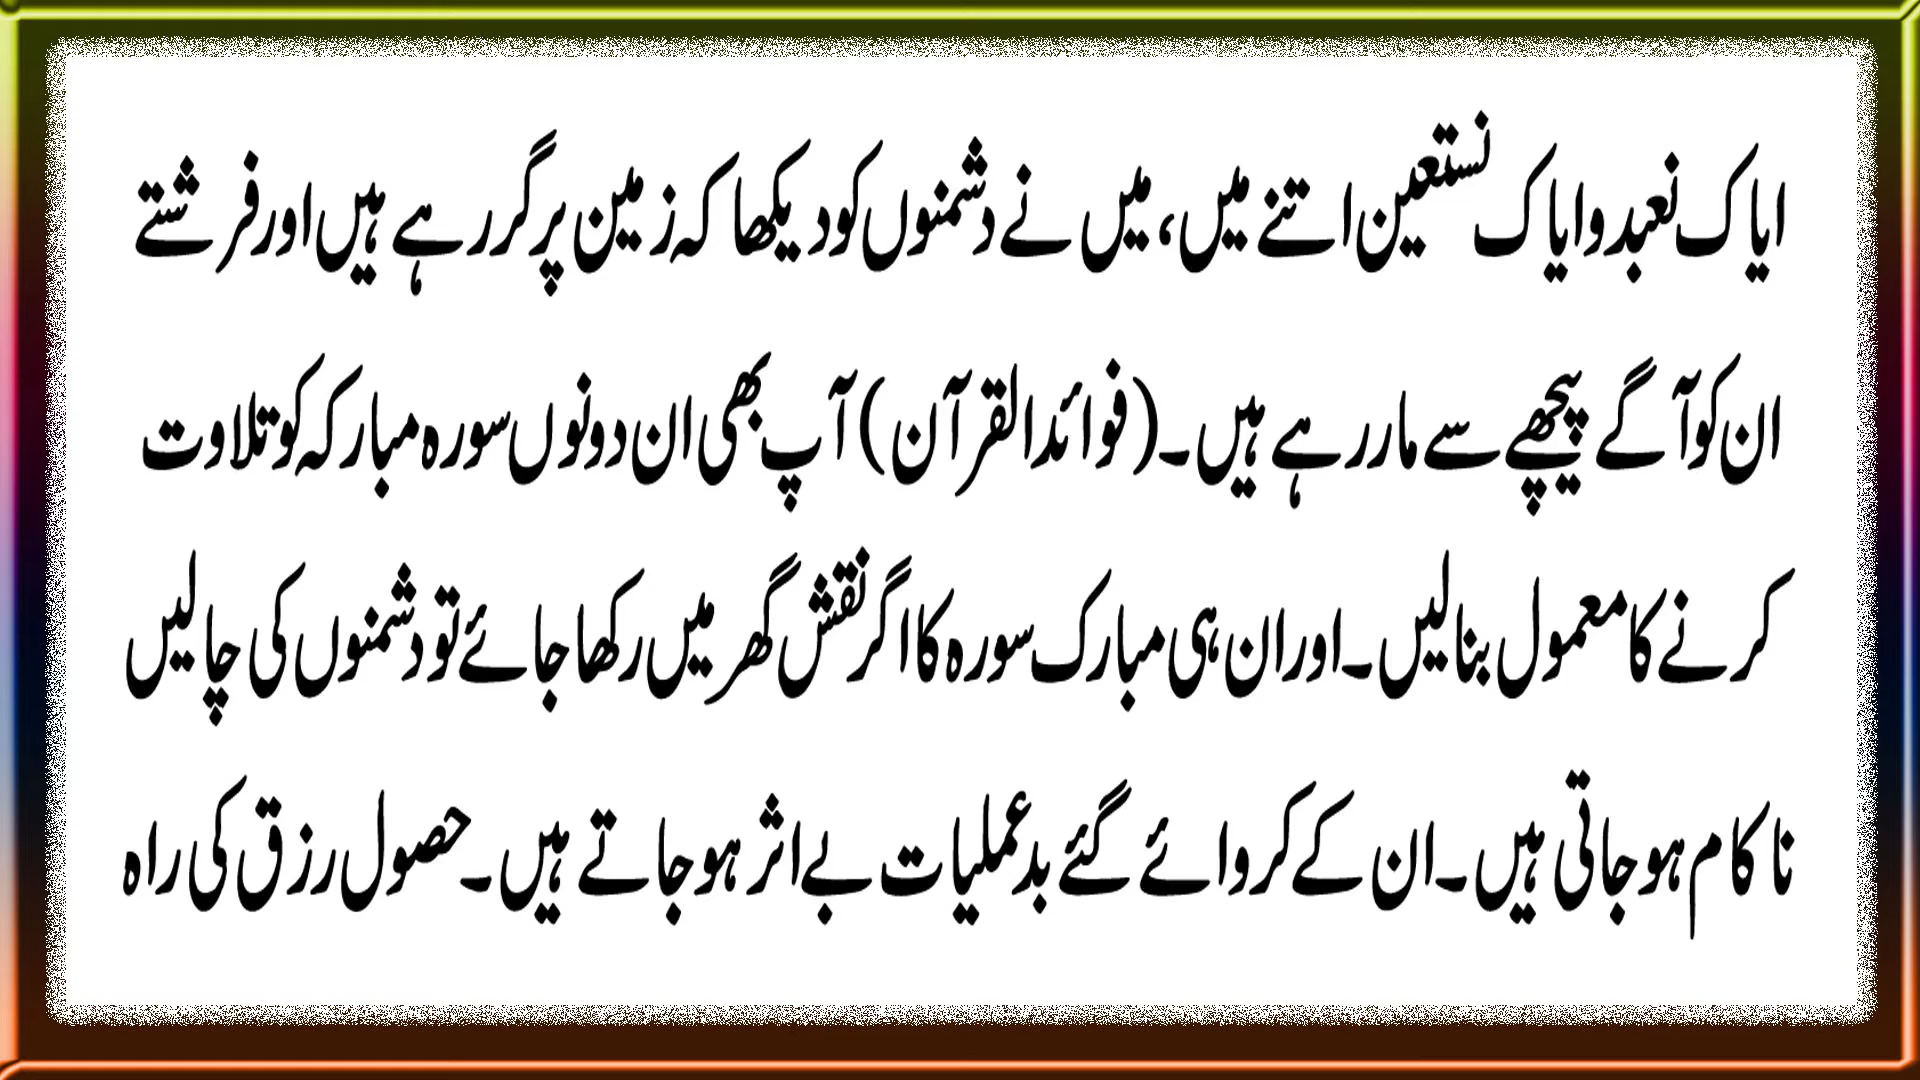 ایاک نعبد وایاک نستعین اتنے میں، میں نے دشمنوں کو دیکھا کہ زمین پر گر رہے ہیں اور فرشتے
ان کو آگے پیچھے سے مار رہے ہیں۔ (فوائد القرآن) آپ بھی ان دونوں سورہ مبارکہ کو تلاوت
کرنے کا معمول بنالیں۔ اور ان ہی مبارک سورہ کا اگر نقش گھر میں رکھا جائے تو دشمنوں کی چالیں
ناکام ہو جاتی ہیں۔ ان کے کروائے گئے بد عملیات بے اثر ہو جاتے ہیں۔ حصول رزق کی راہ